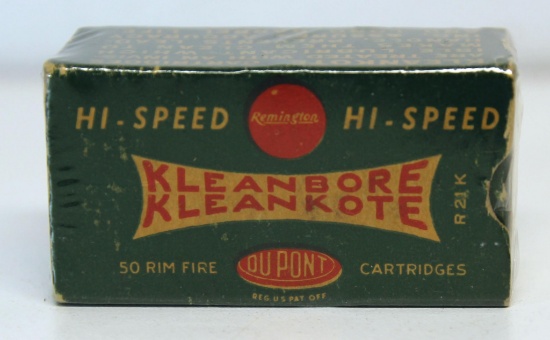 HI-SPEED Remington HI-SPEED
KLEANBORE
KLEANKOTE
R 21 K
50 RIM FIRE DU PONT CARTRIDGES
REG. U.S. PAT. OFF.